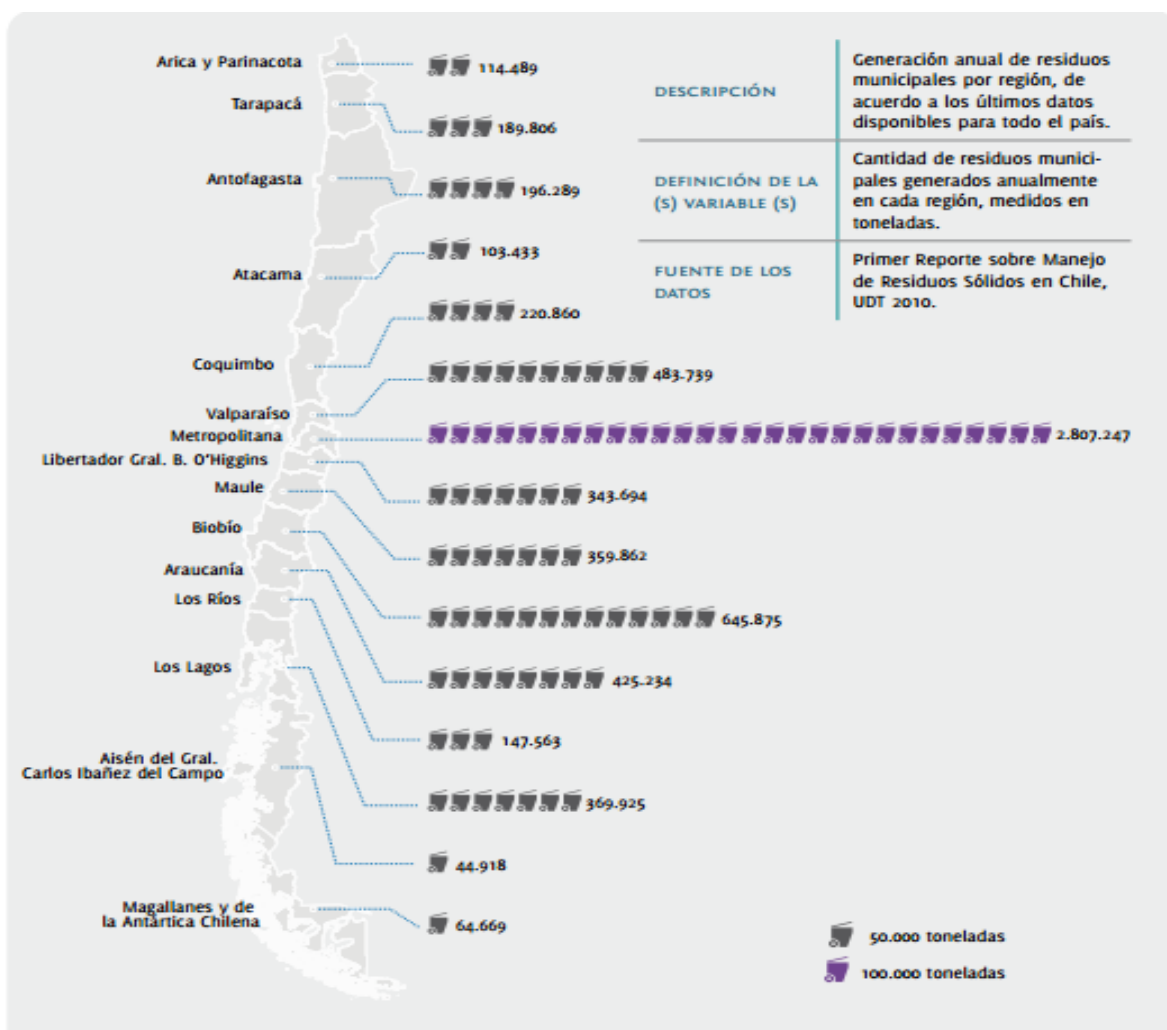 Arica y Parinacota
114.489
Tarapacá
189.806
Antofagasta
196.289
Atacama
103.433
Coquimbo
220.860
Valparaíso
483.739
Metropolitana
2.807.247
Libertador Gral. B. O'Higgins
343.694
Maule
359.862
Biobío
645.875
Araucanía
425.234
Los Ríos
147.563
Los Lagos
369.925
Aisén del Gral.
Carlos Ibañez del Campo
44.918
Magallanes y de
la Antártica Chilena
64.669
DESCRIPCIÓN
Generación anual de residuos
municipales por región, de
acuerdo a los últimos datos
disponibles para todo el país.
DEFINICIÓN DE LA
(S) VARIABLE (S)
Cantidad de residuos munici-
pales generados anualmente
en cada región, medidos en
toneladas.
FUENTE DE LOS
DATOS
Primer Reporte sobre Manejo
de Residuos Sólidos en Chile,
UDT 2010.
50.000 toneladas
100.000 toneladas